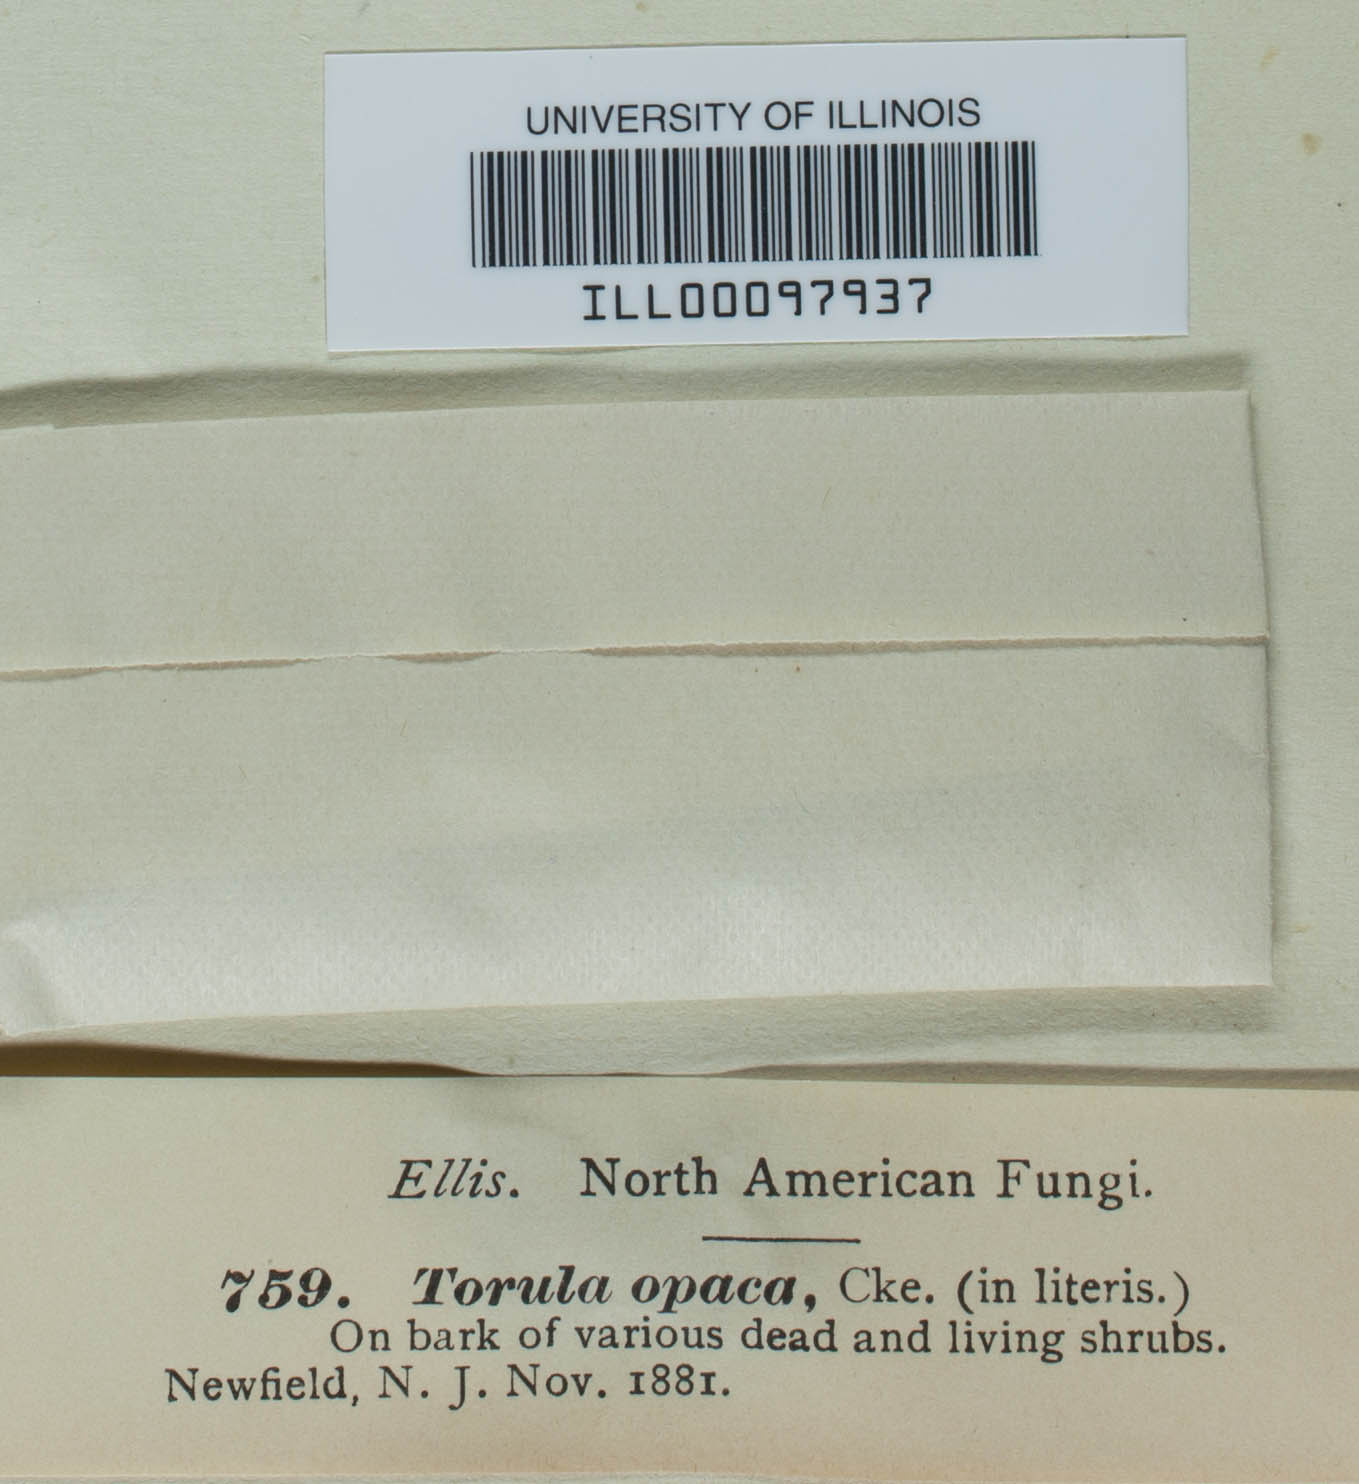 UNIVERSITY OF ILLINOIS
ILL00097937
Ellis. North American Fungi.
759. Torula opaca, Cke. (in literis.)
On bark of various dead and living shrubs.
Newfield, N. J. Nov. 1881.